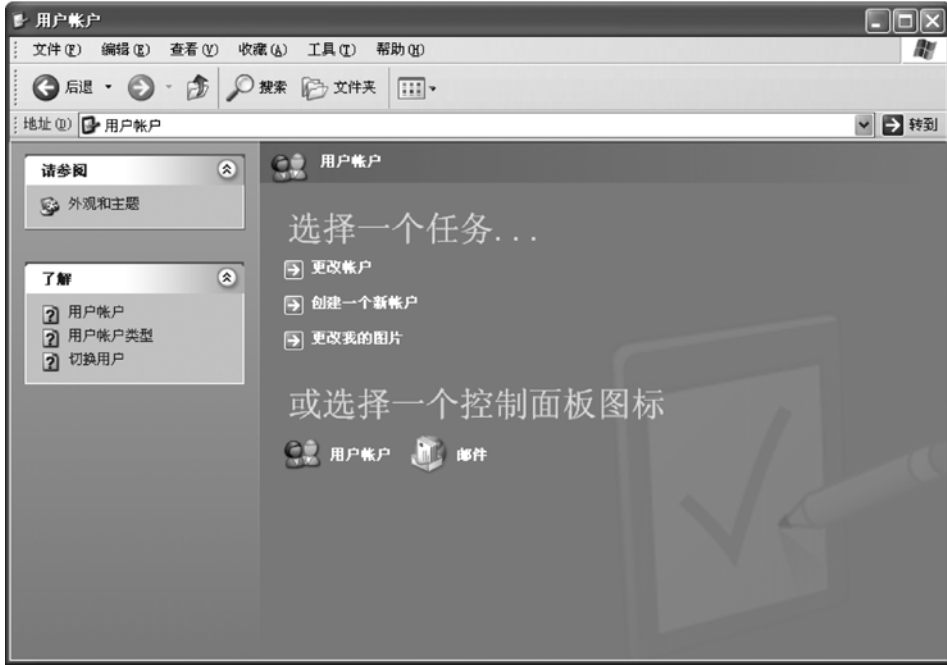 用户帐户
文件(F) 编辑(E) 查看(V) 收藏(A) 工具(T) 帮助(H)
后退 搜索 文件夹
地址(D) 用户帐户 转到
请参阅
外观和主题
了解
用户帐户
用户帐户类型
切换用户
用户帐户
选择一个任务...
更改帐户
创建一个新帐户
更改我的图片
或选择一个控制面板图标
用户帐户 邮件